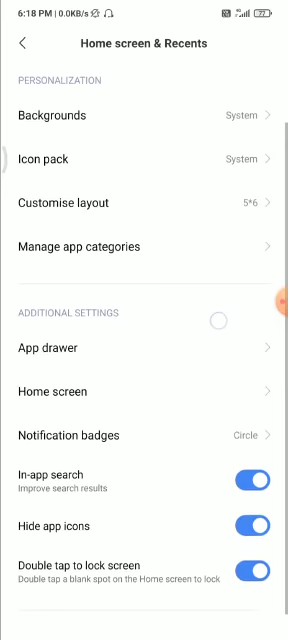 6:18 PM | 0.0KB/s
77
Home screen & Recents
PERSONALIZATION
Backgrounds System
Icon pack System
Customise layout 5*6
Manage app categories
ADDITIONAL SETTINGS
App drawer
Home screen
Notification badges Circle
In-app search
Improve search results
Hide app icons
Double tap to lock screen
Double tap a blank spot on the Home screen to lock